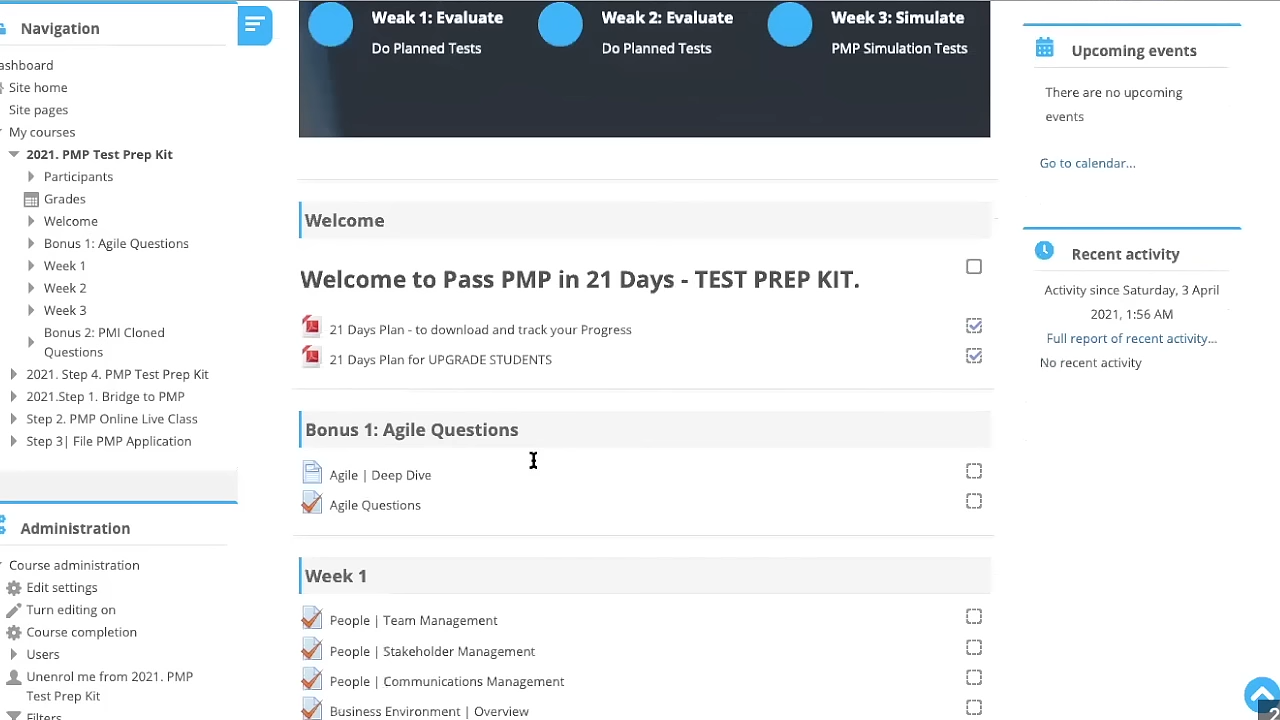 Navigation
ashboard
Site home
Site pages
My courses
2021. PMP Test Prep Kit
Participants
Grades
Welcome
Bonus 1: Agile Questions
Week 1
Week 2
Week 3
Bonus 2: PMI Cloned
Questions
2021. Step 4. PMP Test Prep Kit
2021.Step 1. Bridge to PMP
Step 2. PMP Online Live Class
Step 3| File PMP Application
Administration
Course administration
Edit settings
Turn editing on
Course completion
Users
Unenrol me from 2021. PMP
Test Prep Kit
Filters
Weak 1: Evaluate
Do Planned Tests
Weak 2: Evaluate
Do Planned Tests
Week 3: Simulate
PMP Simulation Tests
Welcome
Welcome to Pass PMP in 21 Days - TEST PREP KIT.
21 Days Plan - to download and track your Progress
21 Days Plan for UPGRADE STUDENTS
Bonus 1: Agile Questions
Agile | Deep Dive
Agile Questions
Week 1
People | Team Management
People | Stakeholder Management
People | Communications Management
Business Environment | Overview
Upcoming events
There are no upcoming
events
Go to calendar...
Recent activity
Activity since Saturday, 3 April
2021, 1:56 AM
Full report of recent activity...
No recent activity